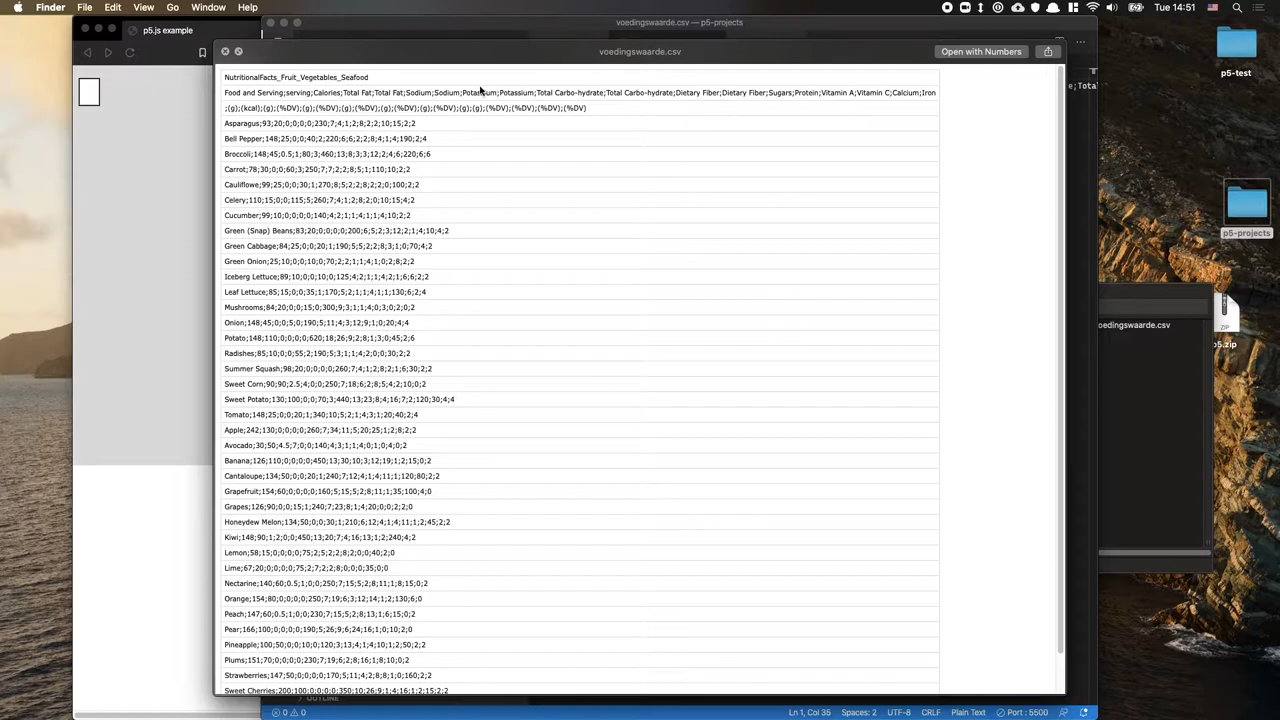 Finder File Edit View Go Window Help
Tue 14:51
p5.js example
voedingswaarde.csv — p5-projects
voedingswaarde.csv
Open with Numbers
NutritionalFacts_Fruit_Vegetables_Seafood
Food and Serving;serving;Calories;Total Fat;Total Fat;Sodium;Sodium;Potassium;Potassium;Total Carbo-hydrate;Total Carbo-hydrate;Dietary Fiber;Dietary Fiber;Sugars;Protein;Vitamin A;Vitamin C;Calcium;Iron
;(g);(kcal);(g);(%DV);(g);(%DV);(g);(%DV);(g);(%DV);(g);(%DV);(g);(g);(%DV);(%DV);(%DV);(%DV)
Asparagus;93;20;0;0;0;0;230;7;4;1;2;8;2;2;10;15;2;2
Bell Pepper;148;25;0;0;40;2;220;6;6;2;2;8;4;1;4;190;2;4
Broccoli;148;45;0.5;1;80;3;460;13;8;3;3;12;2;4;6;220;6;6
Carrot;78;30;0;0;60;3;250;7;7;2;2;8;5;1;110;10;2;2
Cauliflowe;99;25;0;0;30;1;270;8;5;2;2;8;2;2;0;100;2;2
Celery;110;15;0;0;115;5;260;7;4;1;2;8;2;0;10;15;4;2
Cucumber;99;10;0;0;0;0;140;4;2;1;1;4;1;1;4;10;2;2
Green (Snap) Beans;83;20;0;0;0;0;200;6;5;2;3;12;2;1;4;10;4;2
Green Cabbage;84;25;0;0;20;1;190;5;5;2;2;8;3;1;0;70;4;2
Green Onion;25;10;0;0;10;0;70;2;2;1;1;4;1;0;2;8;2;2
Iceberg Lettuce;89;10;0;0;10;0;125;4;2;1;1;4;2;1;6;6;2;2
Leaf Lettuce;85;15;0;0;35;1;170;5;2;1;1;4;1;1;130;6;2;4
Mushrooms;84;20;0;0;15;0;300;9;3;1;1;4;0;3;0;2;0;2
Onion;148;45;0;0;5;0;190;5;11;4;3;12;9;1;0;20;4;4
Potato;148;110;0;0;0;0;620;18;26;9;2;8;1;3;0;45;2;6
Radishes;85;10;0;0;55;2;190;5;3;1;1;4;2;0;0;30;2;2
Summer Squash;98;20;0;0;0;0;260;7;4;1;2;8;2;1;6;30;2;2
Sweet Corn;90;90;2.5;4;0;0;250;7;18;6;2;8;5;4;2;10;0;2
Sweet Potato;130;100;0;0;70;3;440;13;23;8;4;16;7;2;120;30;4;4
Tomato;148;25;0;0;20;1;340;10;5;2;1;4;3;1;20;40;2;4
Apple;242;130;0;0;0;0;260;7;34;11;5;20;25;1;2;8;2;2
Avocado;30;50;4.5;7;0;0;140;4;3;1;1;4;0;1;0;4;0;2
Banana;126;110;0;0;0;0;450;13;30;10;3;12;19;1;2;15;0;2
Cantaloupe;134;50;0;0;20;1;240;7;12;4;1;4;11;1;120;80;2;2
Grapefruit;154;60;0;0;0;0;160;5;15;5;2;8;11;1;35;100;4;0
Grapes;126;90;0;0;15;1;240;7;23;8;1;4;20;0;0;2;2;0
Honeydew Melon;134;50;0;0;30;1;210;6;12;4;1;4;11;1;2;45;2;2
Kiwi;148;90;1;2;0;0;450;13;20;7;4;16;13;1;2;240;4;2
Lemon;58;15;0;0;0;0;75;2;5;2;2;8;2;0;0;40;2;0
Lime;67;20;0;0;0;0;75;2;7;2;2;8;0;0;0;35;0;0
Nectarine;140;60;0.5;1;0;0;250;7;15;5;2;8;11;1;8;15;0;2
Orange;154;80;0;0;0;0;250;7;19;6;3;12;14;1;2;130;6;0
Peach;147;60;0.5;1;0;0;230;7;15;5;2;8;13;1;6;15;0;2
Pear;166;100;0;0;0;0;190;5;26;9;6;24;16;1;0;10;2;0
Pineapple;100;50;0;0;10;0;120;3;13;4;1;4;10;1;2;50;2;2
Plums;151;70;0;0;0;0;230;7;19;6;2;8;16;1;8;10;0;2
Strawberries;147;50;0;0;0;0;170;5;11;4;2;8;8;1;0;160;2;2
Sweet Cherries;200;100;0;0;0;0;350;10;26;9;1;4;16;1;2;15;2;2
OUTLINE
0 0
Ln 1, Col 35 Spaces: 2 UTF-8 CRLF Plain Text Port : 5500
p5-test
p5-projects
voedingswaarde.csv
ZIP
p5.zip